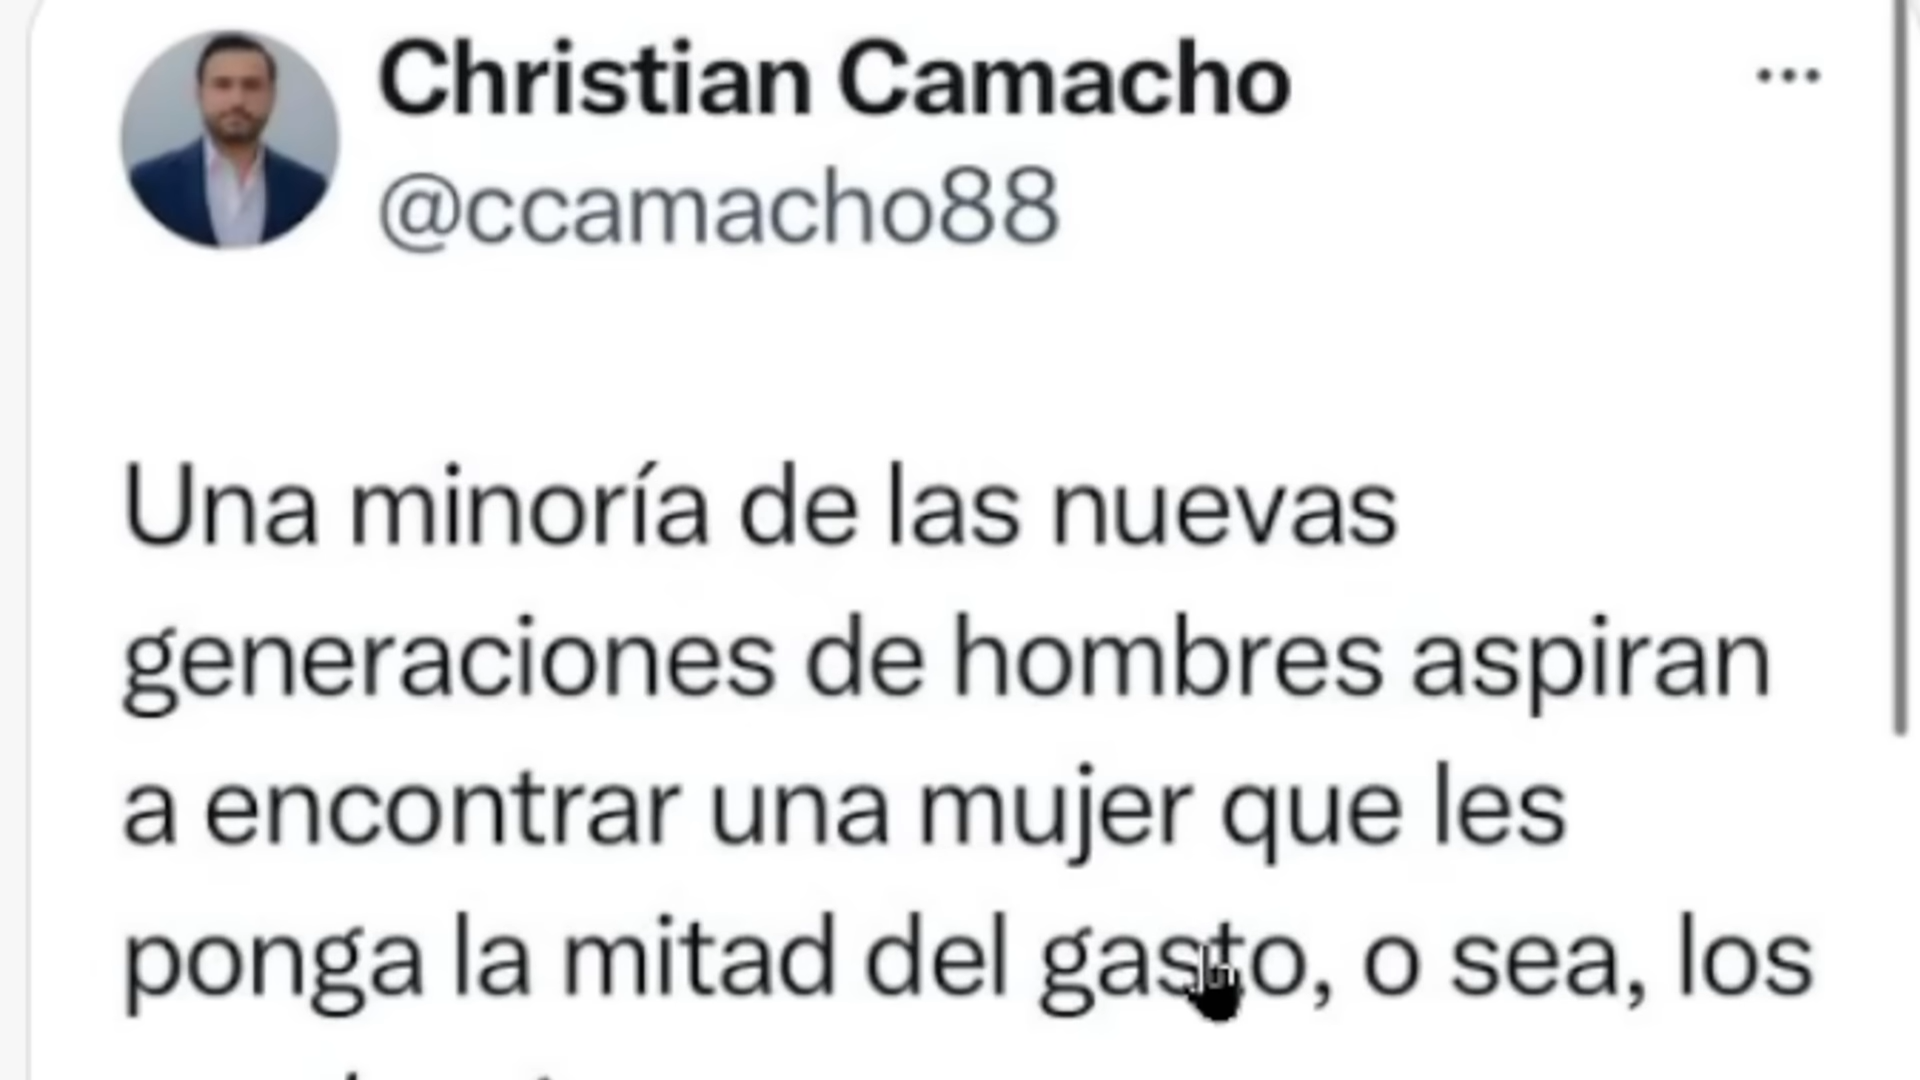 Christian Camacho
@ccamacho88
Una minoría de las nuevas
generaciones de hombres aspiran
a encontrar una mujer que les
ponga la mitad del gasto, o sea, los